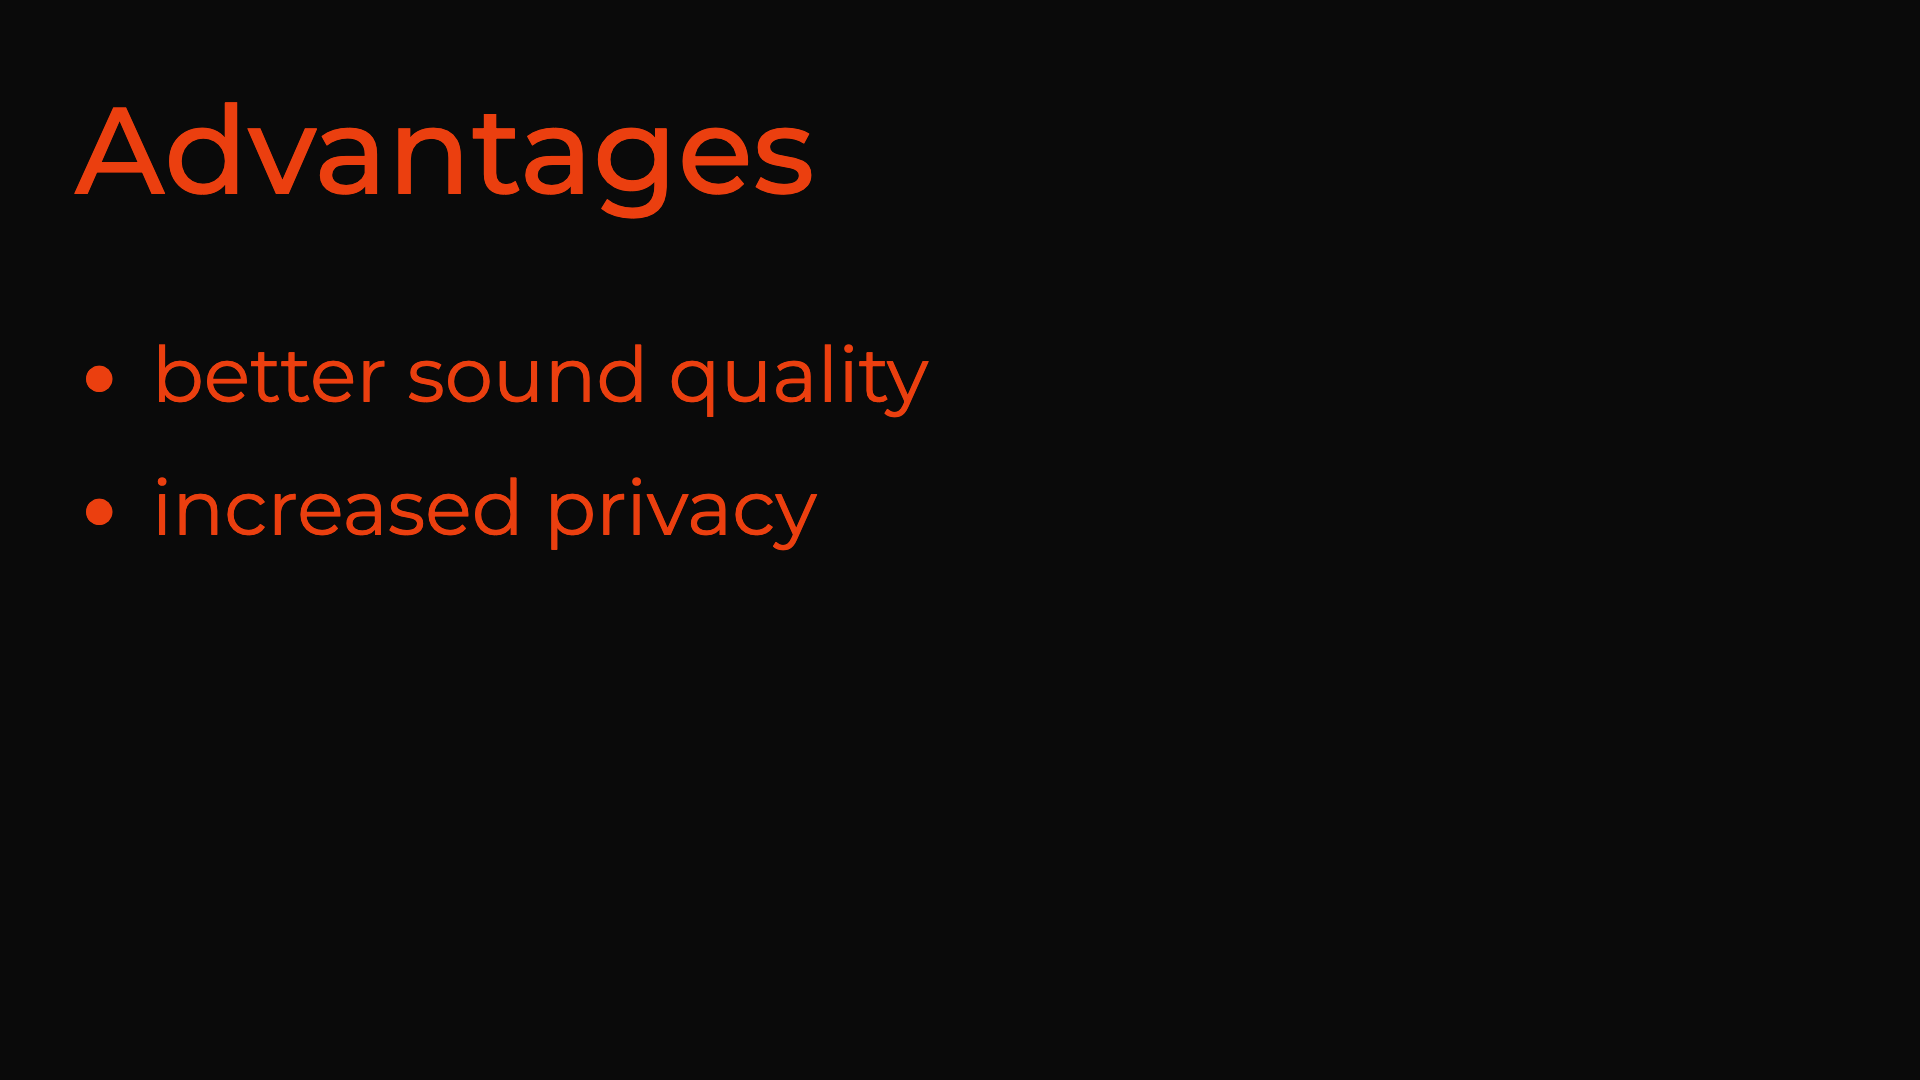 Advantages
• better sound quality
• increased privacy